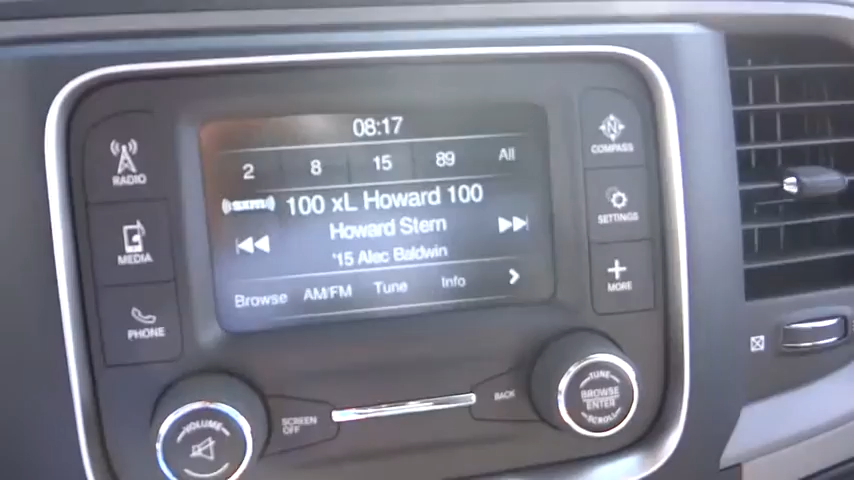 08:17
2 8 15 89 All
((sxm)) 100 xL Howard 100
Howard Stern
'15 Alec Baldwin
Browse AM/FM Tune Info
RADIO
MEDIA
PHONE
N
COMPASS
SETTINGS
MORE
VOLUME
SCREEN
OFF
BACK
TUNE
BROWSE
ENTER
SCROLL